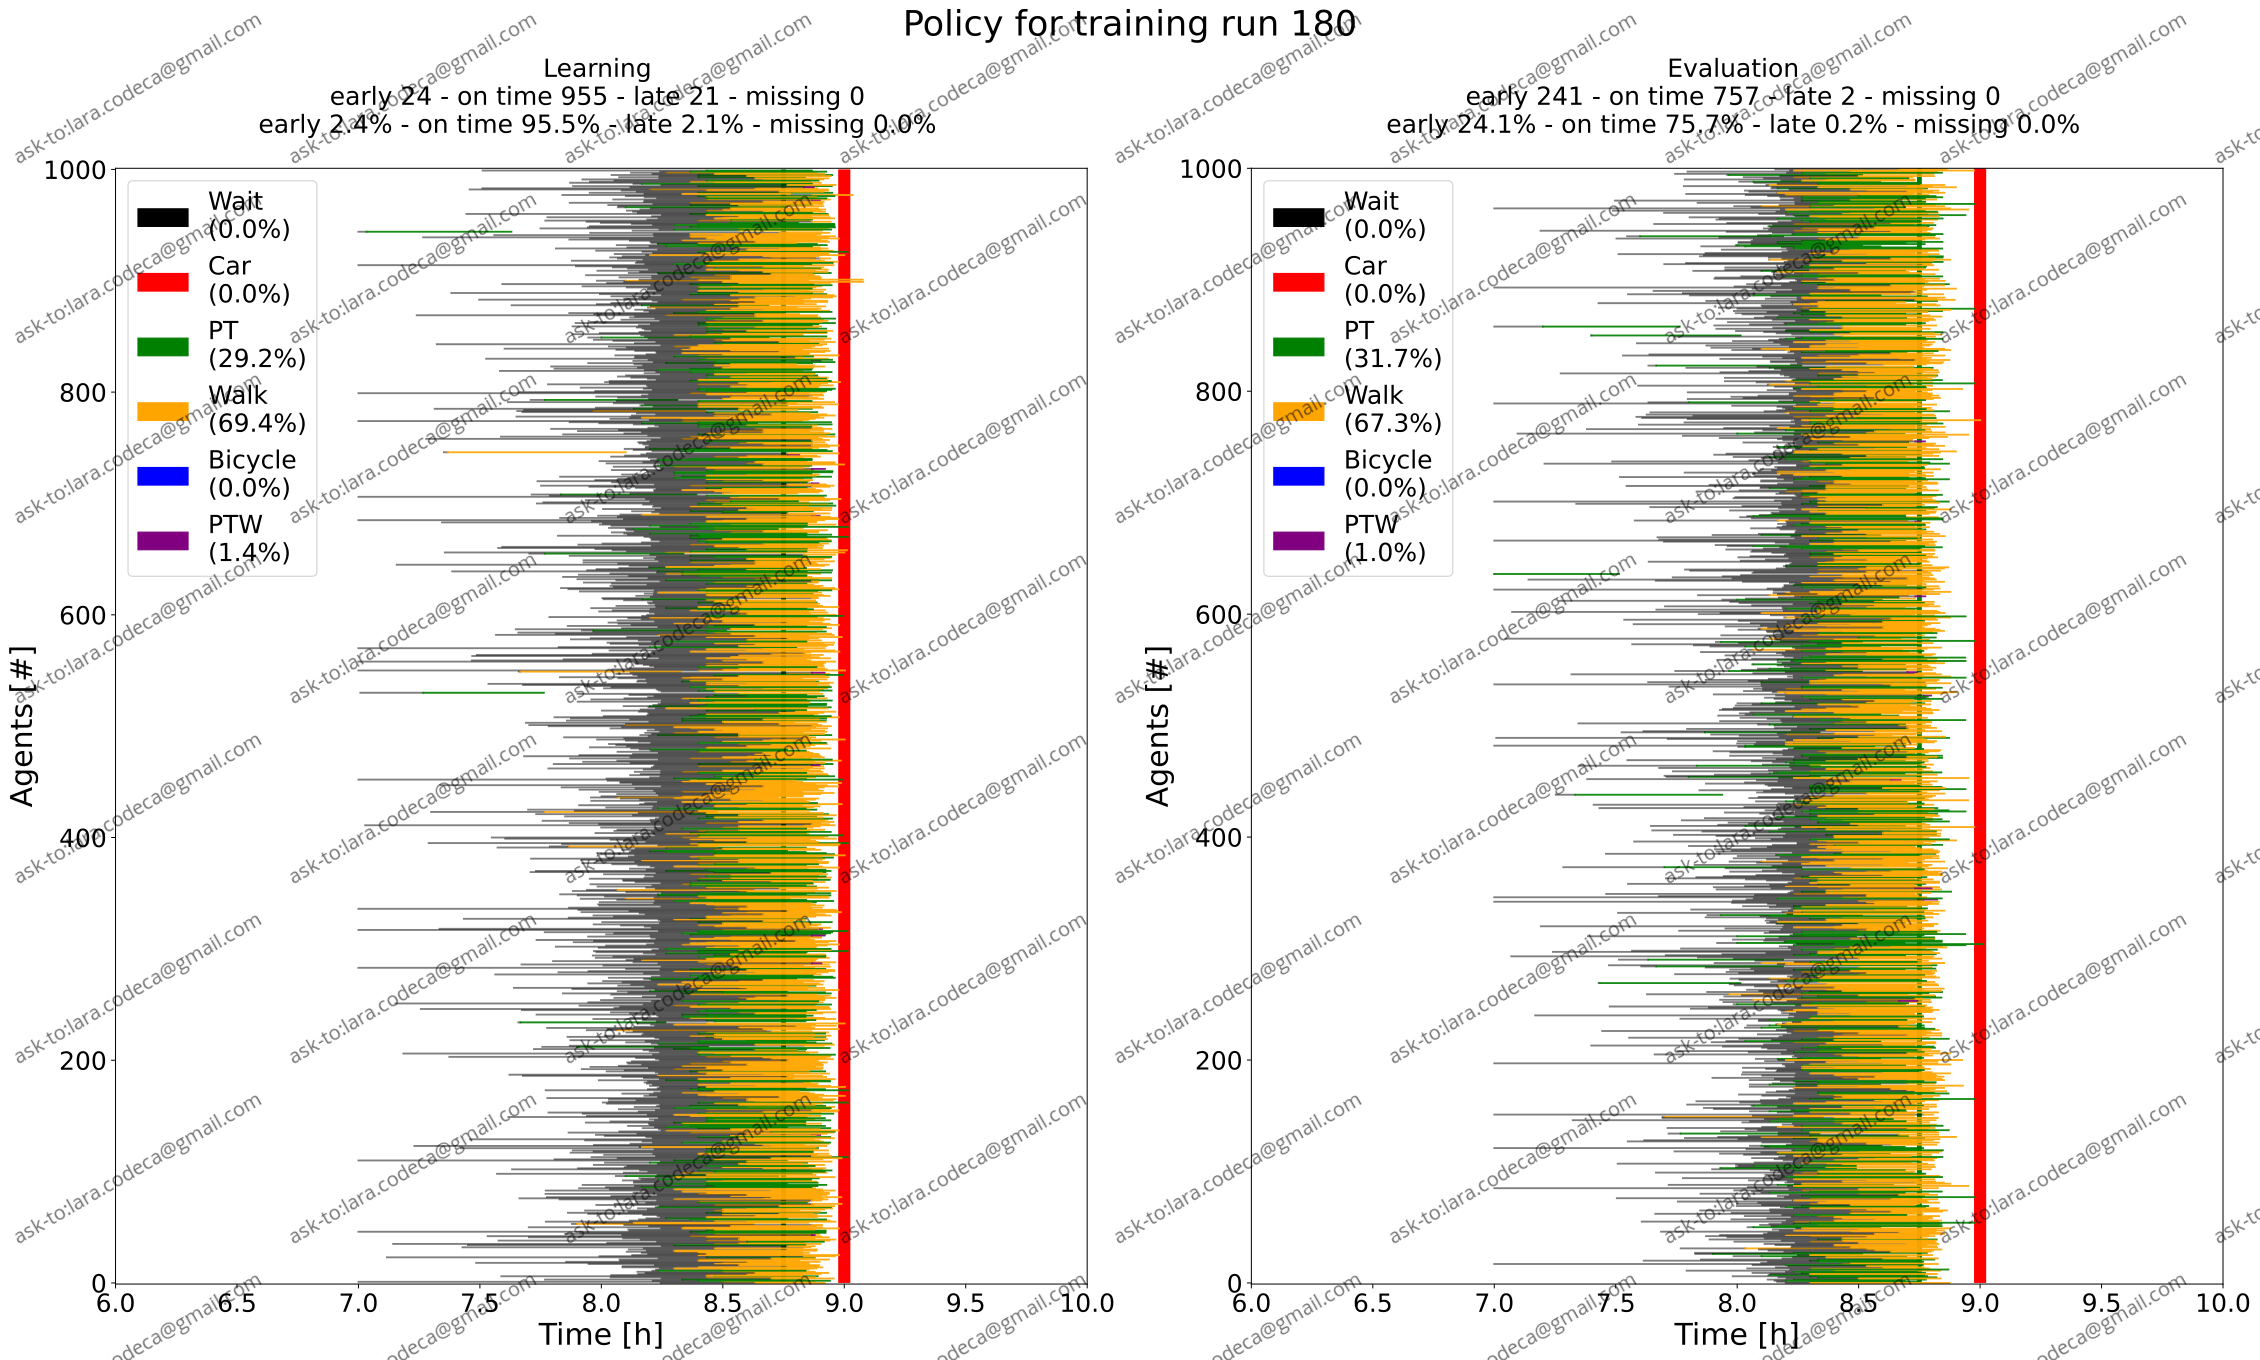 Policy for training run 180
Learning
early 24 - on time 955 - late 21 - missing 0
early 2.4% - on time 95.5% - late 2.1% - missing 0.0%
1000
800
600
400
200
0
Agents [#]
Wait
(0.0%)
Car
(0.0%)
PT
(29.2%)
Walk
(69.4%)
Bicycle
(0.0%)
PTW
(1.4%)
6.0 6.5 7.0 7.5 8.0 8.5 9.0 9.5 10.0
Time [h]
Evaluation
early 241 - on time 757 - late 2 - missing 0
early 24.1% - on time 75.7% - late 0.2% - missing 0.0%
1000
800
600
400
200
0
Agents [#]
Wait
(0.0%)
Car
(0.0%)
PT
(31.7%)
Walk
(67.3%)
Bicycle
(0.0%)
PTW
(1.0%)
6.0 6.5 7.0 7.5 8.0 8.5 9.0 9.5 10.0
Time [h]
ask-to:lara.codeca@gmail.com